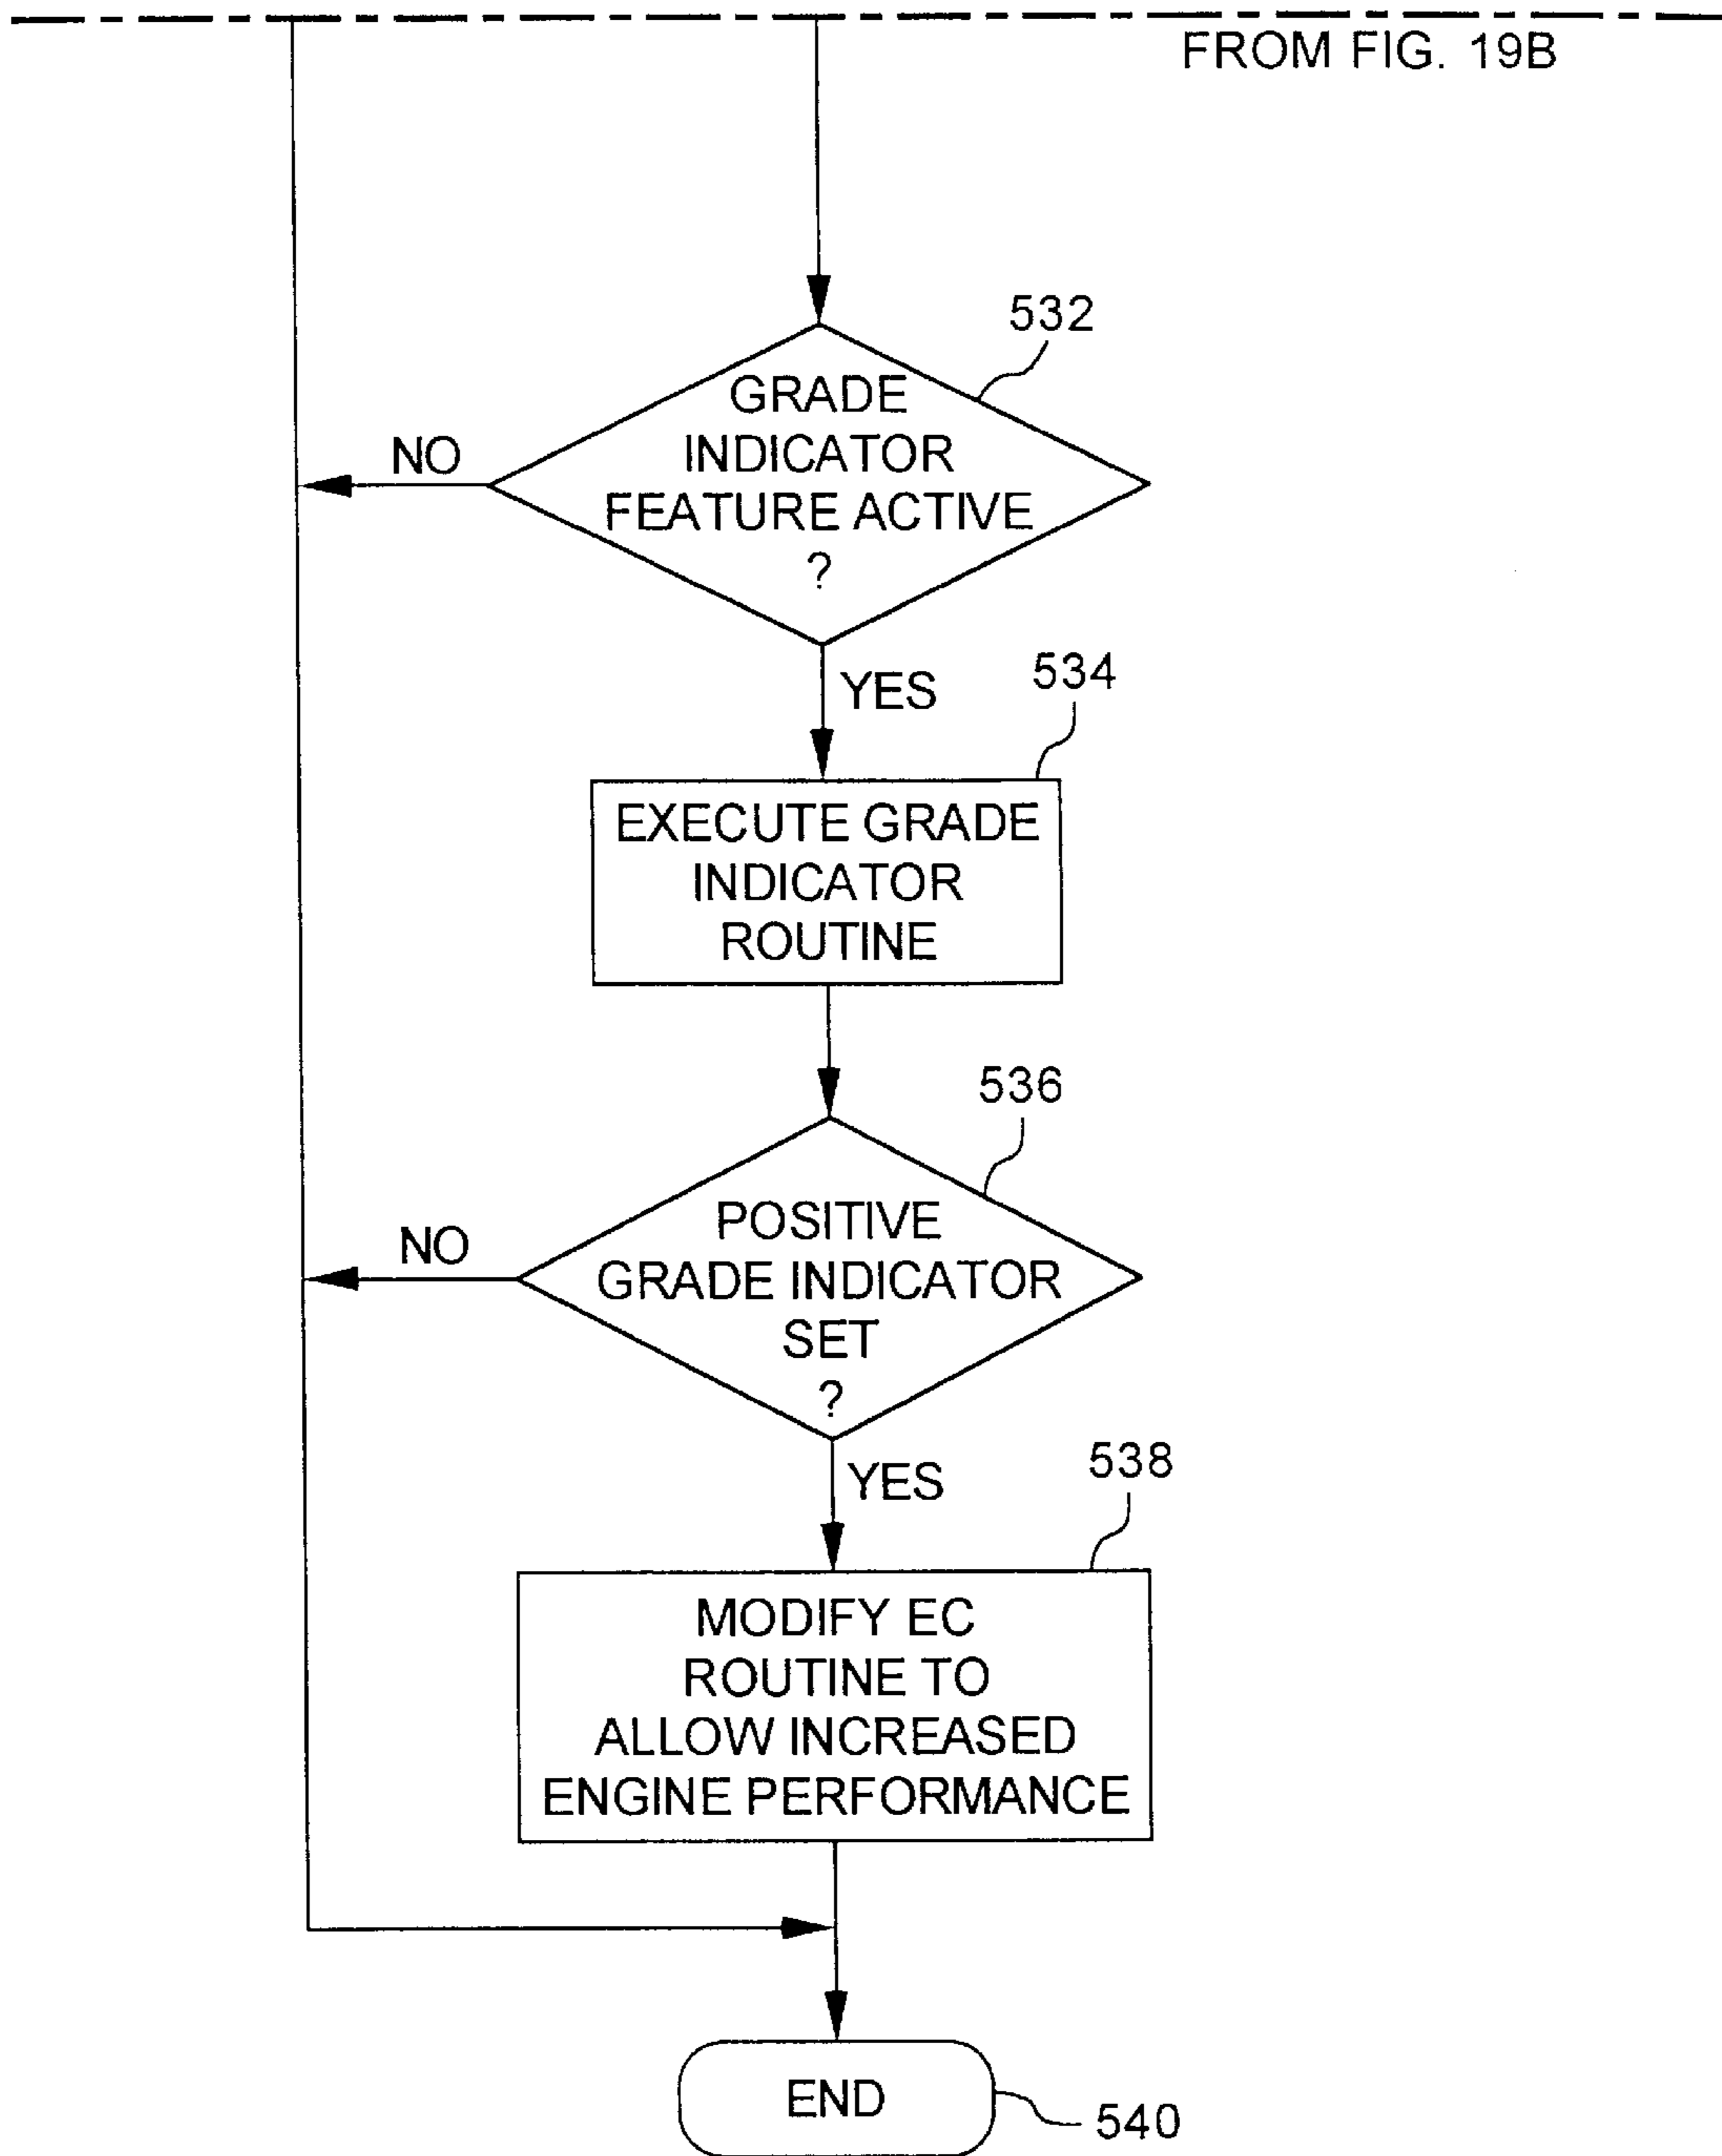 FROM FIG. 19B
532
GRADE
INDICATOR
FEATURE ACTIVE
?
NO
YES
534
EXECUTE GRADE
INDICATOR
ROUTINE
536
POSITIVE
GRADE INDICATOR
SET
?
NO
YES
538
MODIFY EC
ROUTINE TO
ALLOW INCREASED
ENGINE PERFORMANCE
END
540